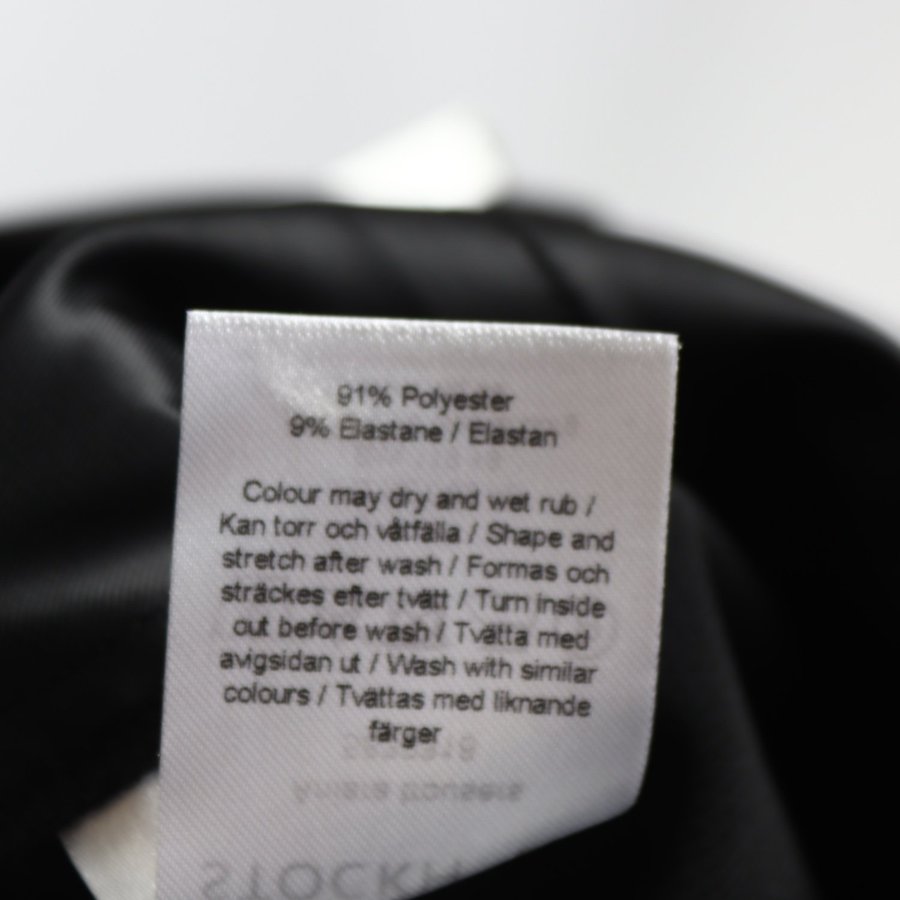 91% Polyester
9% Elastane / Elastan
Colour may dry and wet rub /
Kan torr och våtfälla / Shape and
stretch after wash / Formas och
sträckes efter tvätt / Turn inside
out before wash / Tvätta med
avigsidan ut / Wash with similar
colours / Tvättas med liknande
färger